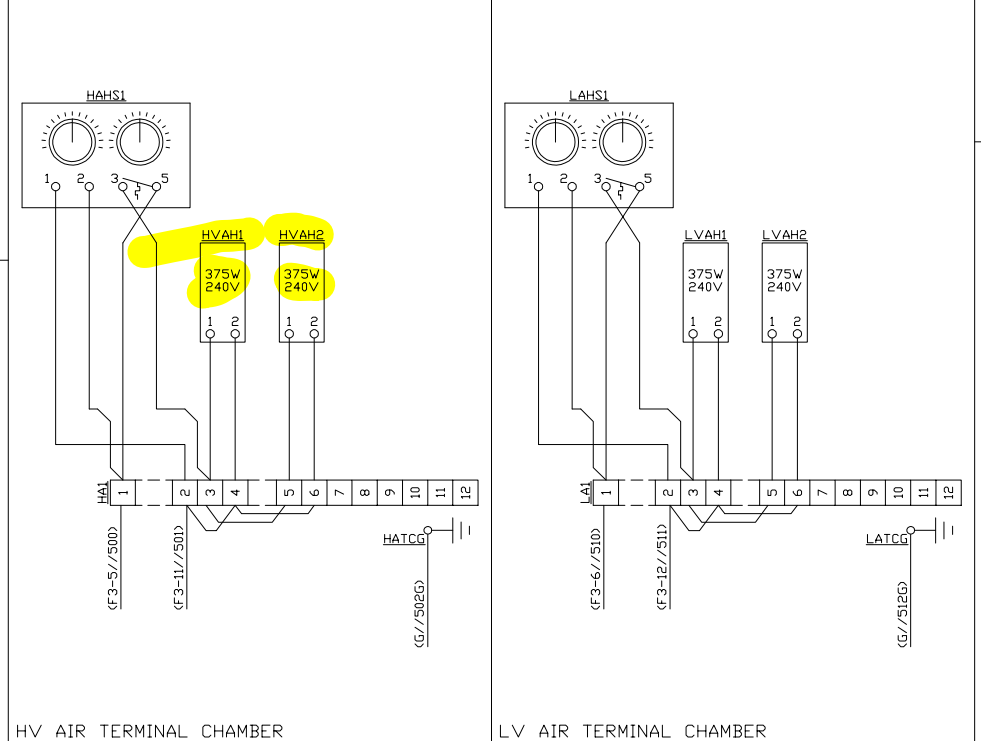 HAHS1
1 2 3 5
HVAH1 HVAH2
375W 375W
240V 240V
1 2 1 2
HA1
1 2 3 4 5 6 7 8 9 10 11 12
(F3-5//500)
(F3-11//501)
HATCG
(G//502G)
HV AIR TERMINAL CHAMBER
LAHS1
1 2 3 5
LVAH1 LVAH2
375W 375W
240V 240V
1 2 1 2
LA1
1 2 3 4 5 6 7 8 9 10 11 12
(F3-6//510)
(F3-12//511)
LATCG
(G//512G)
LV AIR TERMINAL CHAMBER